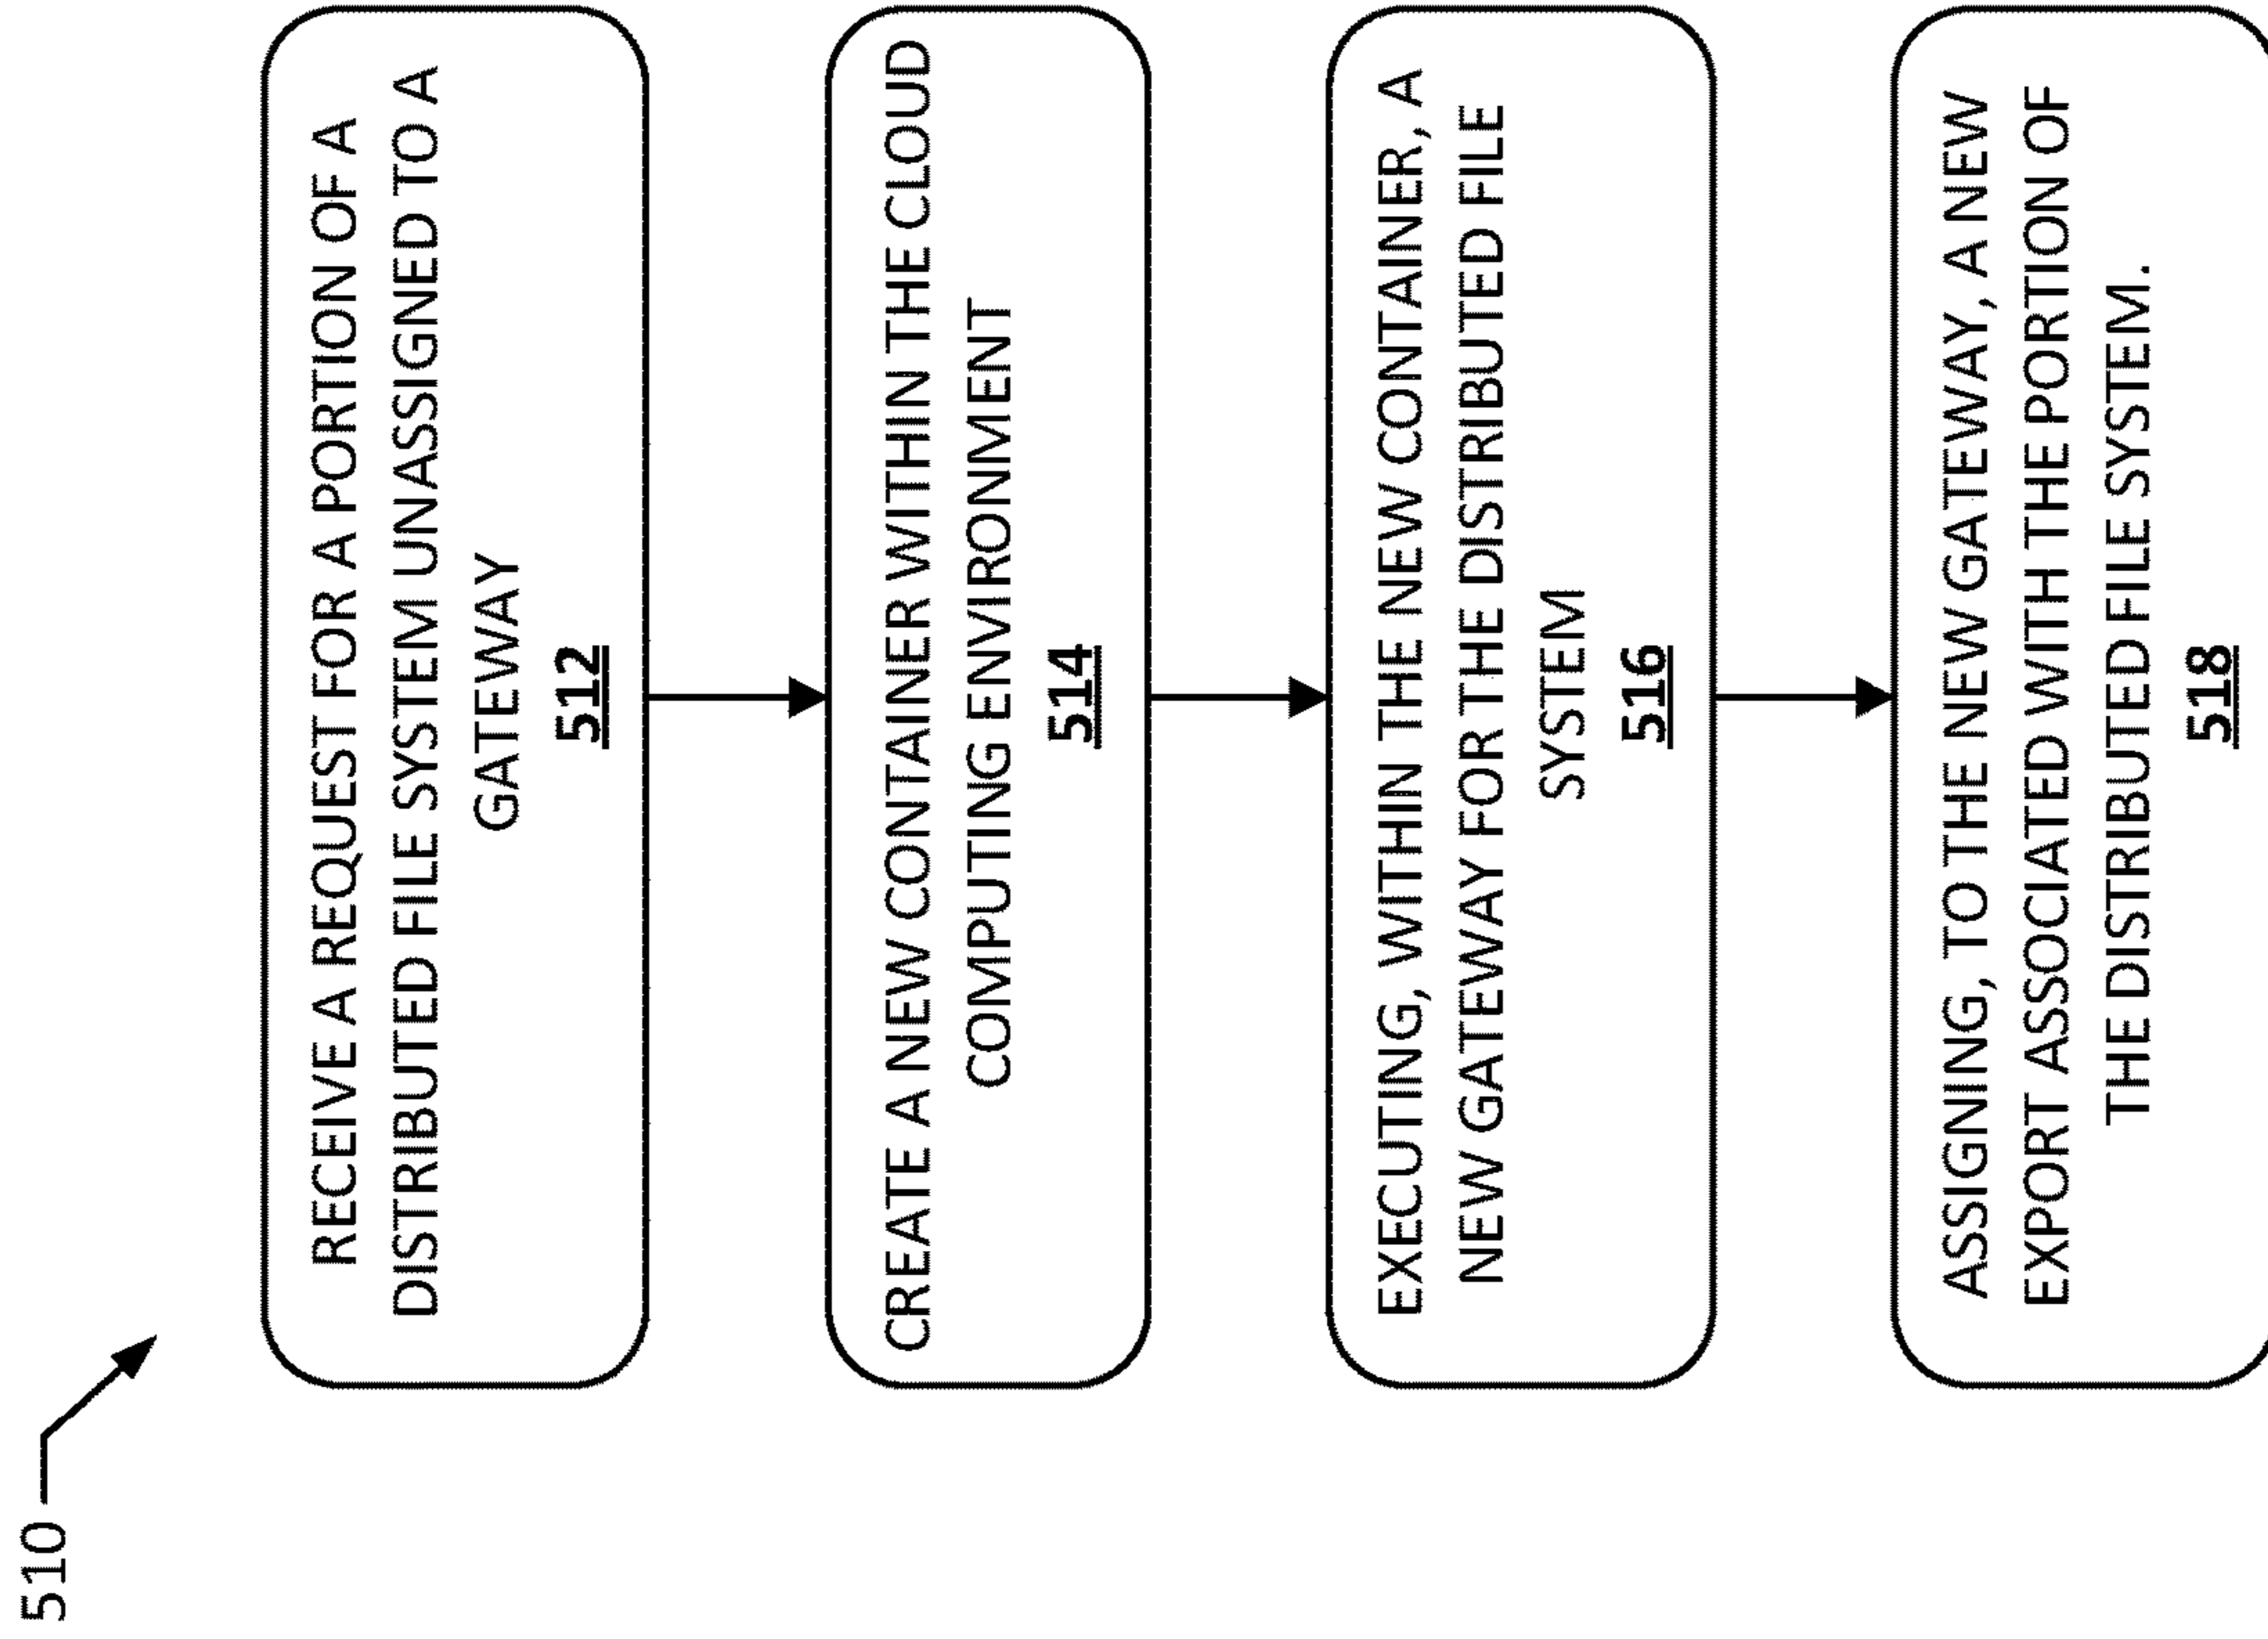 510
RECEIVE A REQUEST FOR A PORTION OF A
DISTRIBUTED FILE SYSTEM UNASSIGNED TO A
GATEWAY
512
CREATE A NEW CONTAINER WITHIN THE CLOUD
COMPUTING ENVIRONMENT
514
EXECUTING, WITHIN THE NEW CONTAINER, A
NEW GATEWAY FOR THE DISTRIBUTED FILE
SYSTEM
516
ASSIGNING, TO THE NEW GATEWAY, A NEW
EXPORT ASSOCIATED WITH THE PORTION OF
THE DISTRIBUTED FILE SYSTEM.
518